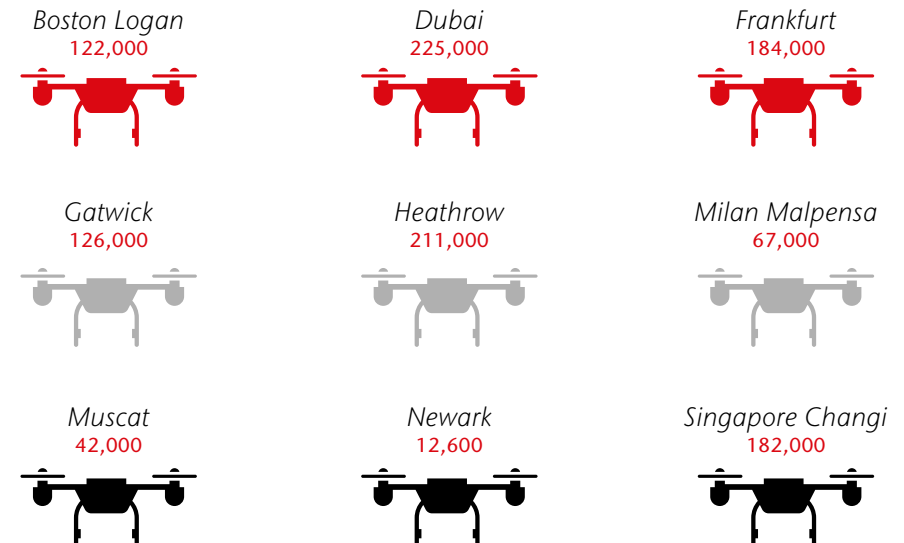 Boston Logan
122,000
Dubai
225,000
Frankfurt
184,000
Gatwick
126,000
Heathrow
211,000
Milan Malpensa
67,000
Muscat
42,000
Newark
12,600
Singapore Changi
182,000